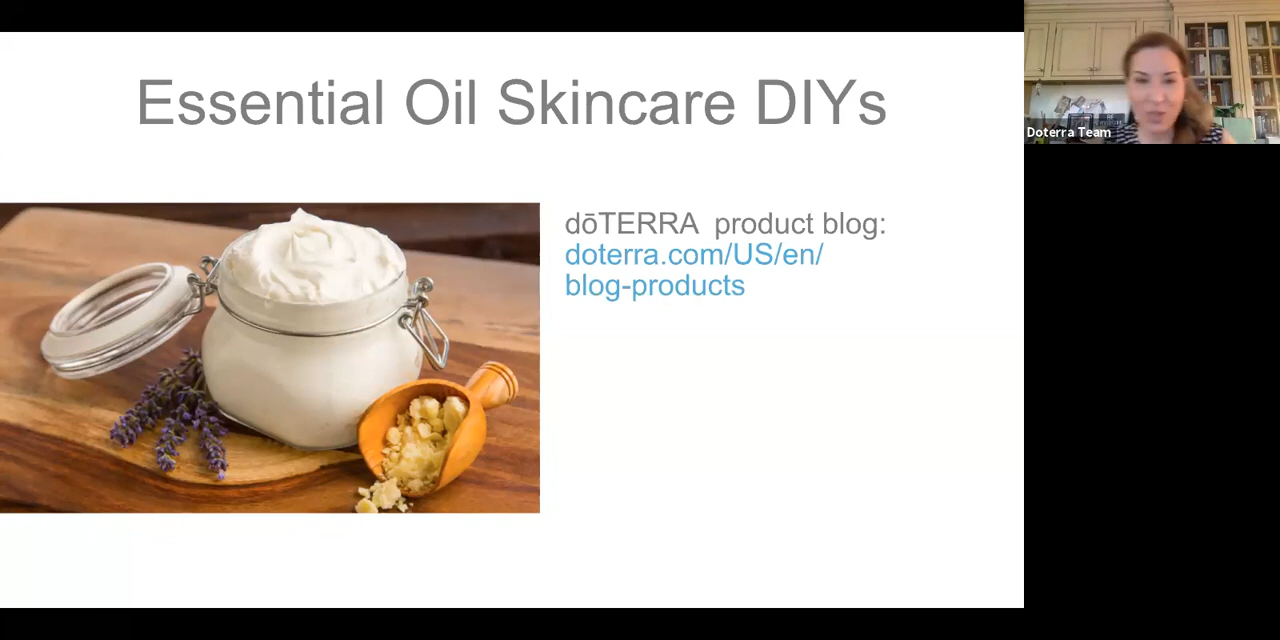 Essential Oil Skincare DIYs
dōTERRA product blog:
doterra.com/US/en/
blog-products
Doterra Team